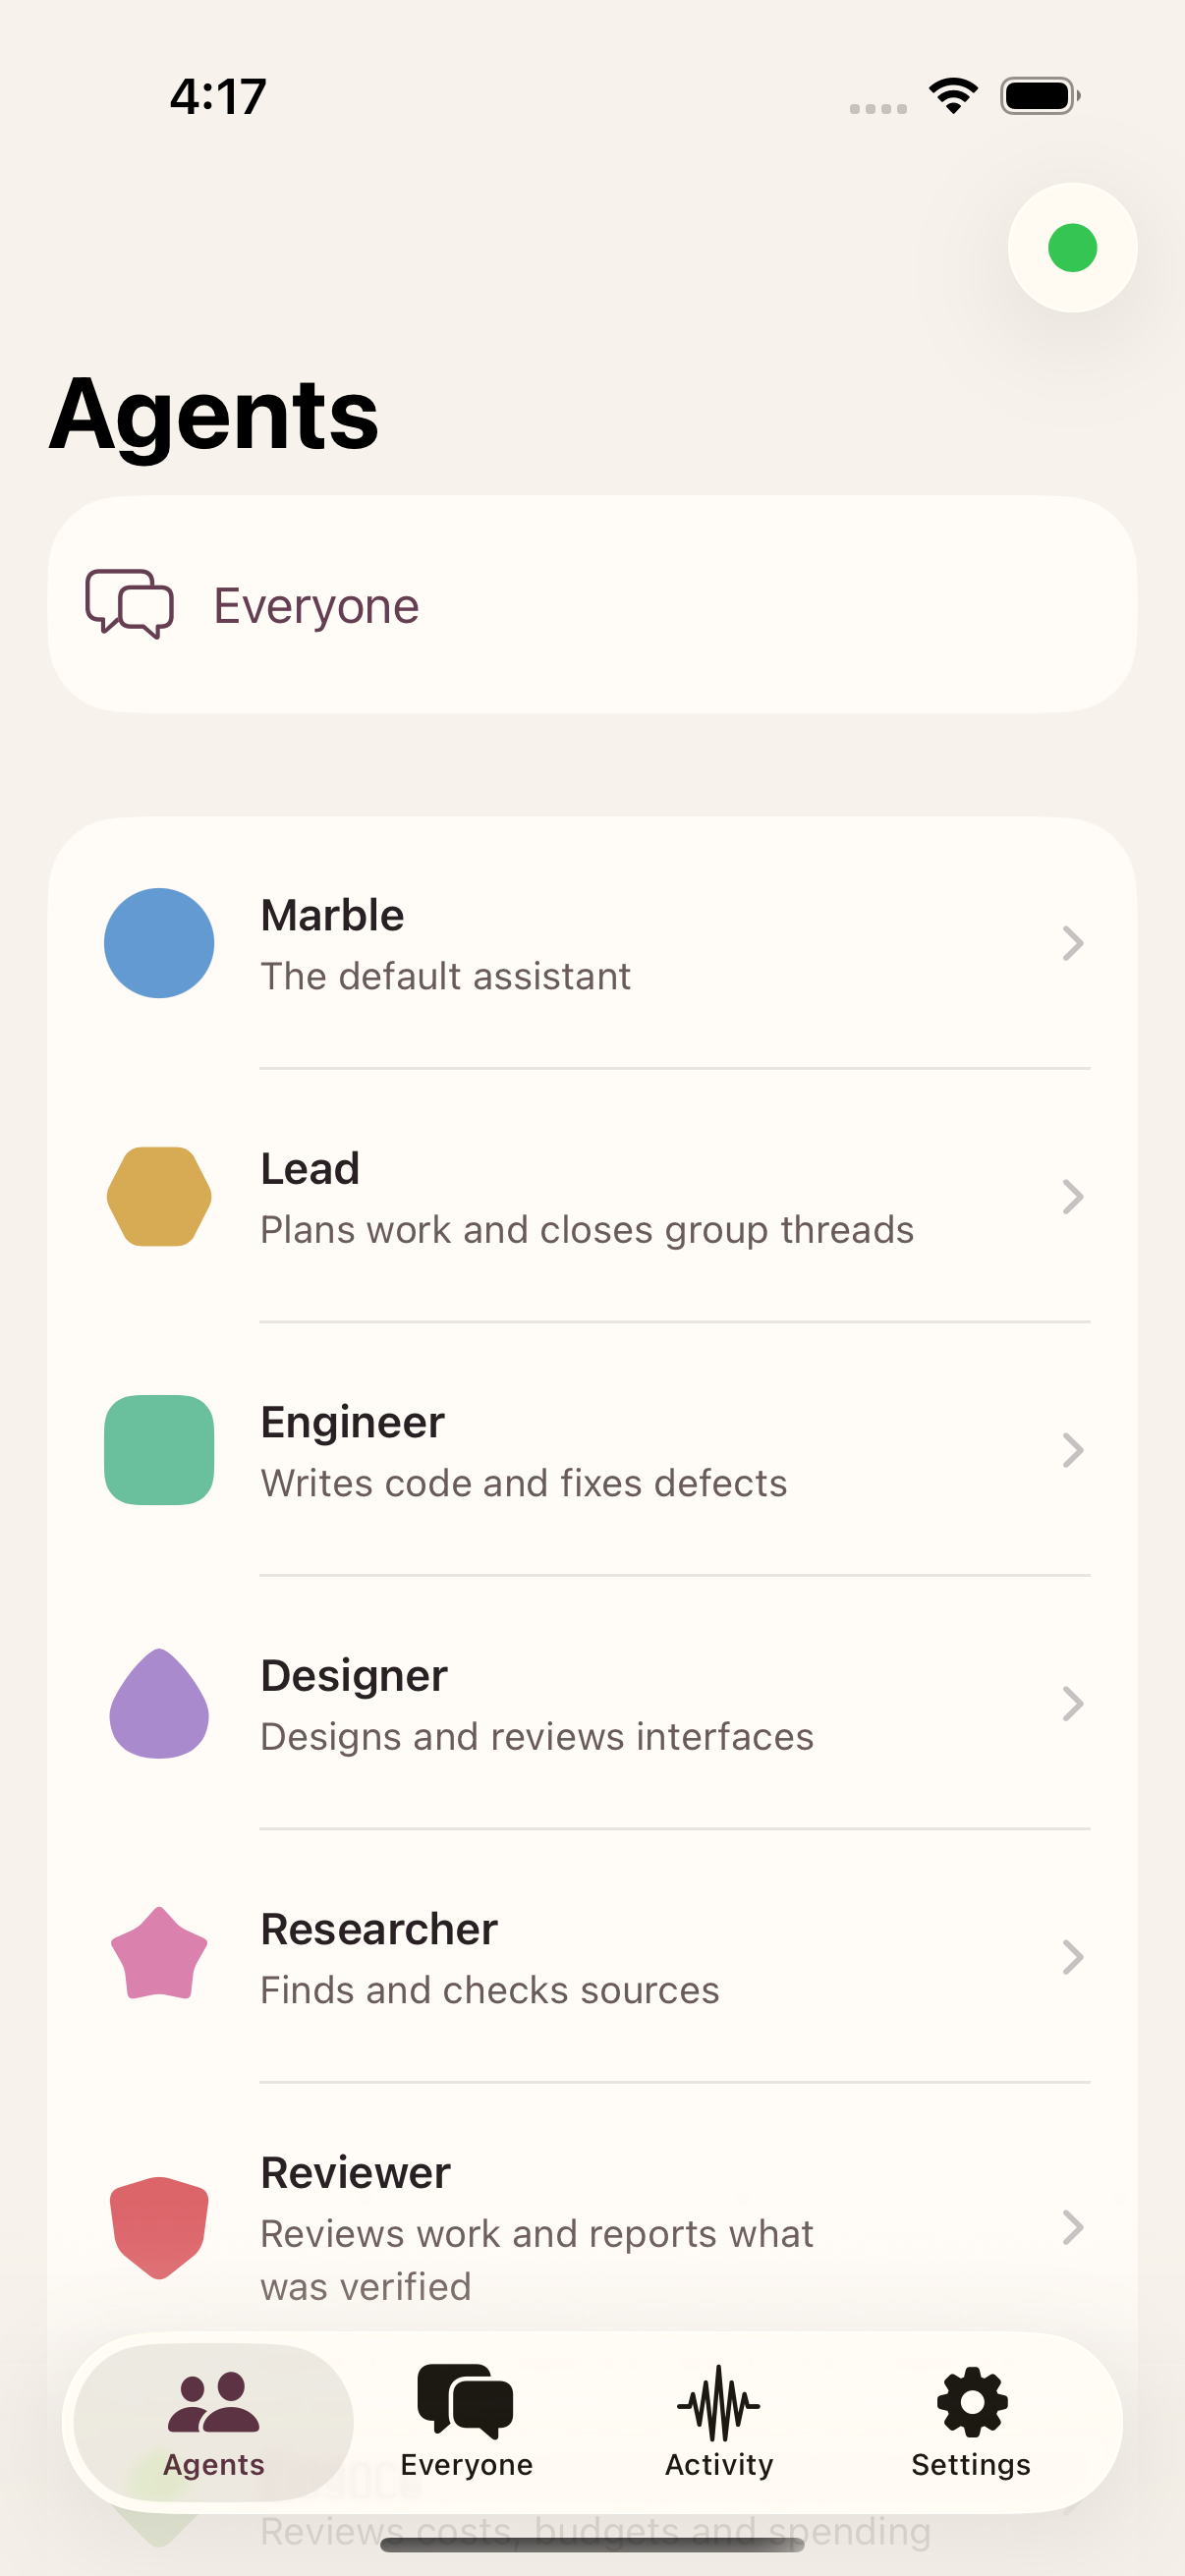 4:17
Agents
Everyone
Marble
The default assistant
Lead
Plans work and closes group threads
Engineer
Writes code and fixes defects
Designer
Designs and reviews interfaces
Researcher
Finds and checks sources
Reviewer
Reviews work and reports what
was verified
Agents
Everyone
Activity
Settings
Reviews costs, budgets and spending